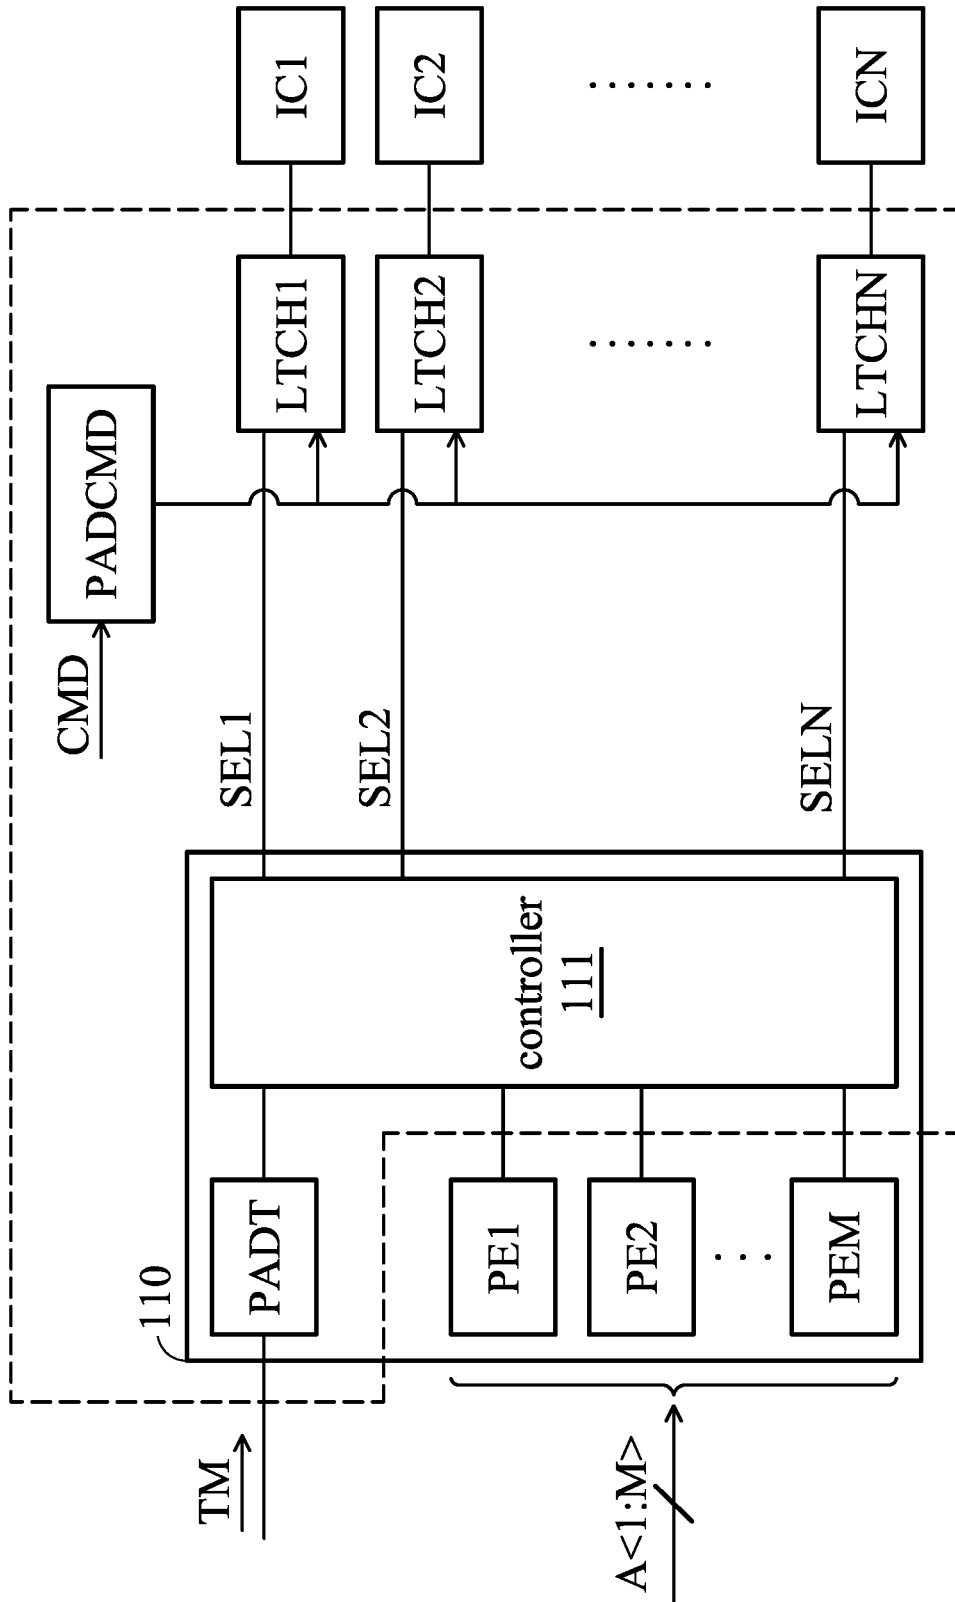 110
TM
PADT
A<1:M>
PE1
PE2
. . . .
PEM
controller
111
SEL1
SEL2
SELN
CMD
PADCMD
LTCH1
LTCH2
.......
LTCHN
IC1
IC2
.......
ICN